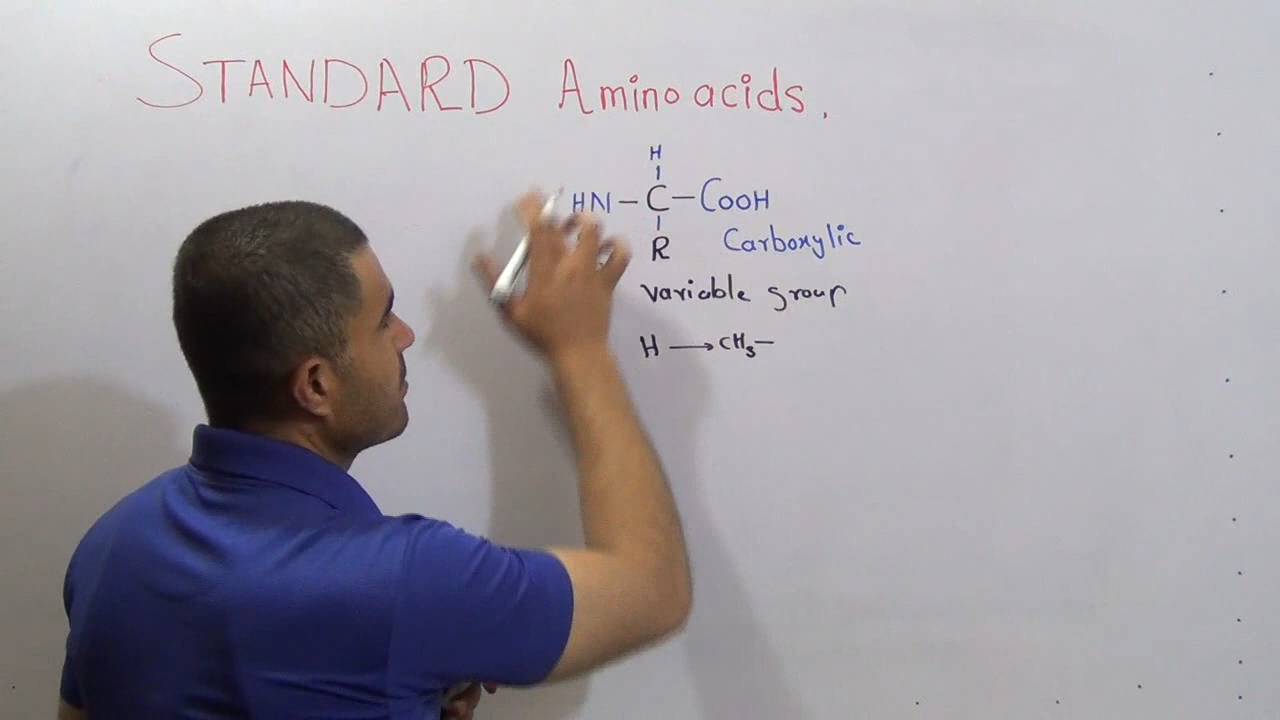 STANDARD Amino acids.
H
HN - C - COOH
R Carboxylic
variable group
H → CH3 -